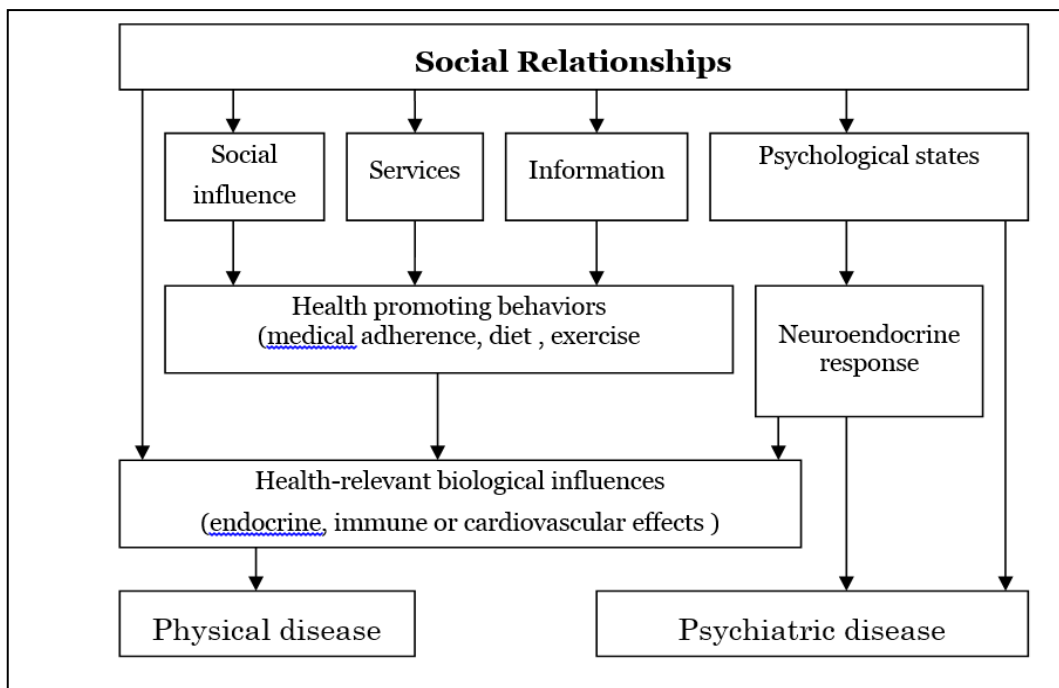 Social Relationships
Social
influence
Services
Information
Psychological states
Health promoting behaviors
(medical adherence, diet , exercise
Neuroendocrine
response
Health-relevant biological influences
(endocrine, immune or cardiovascular effects )
Physical disease
Psychiatric disease